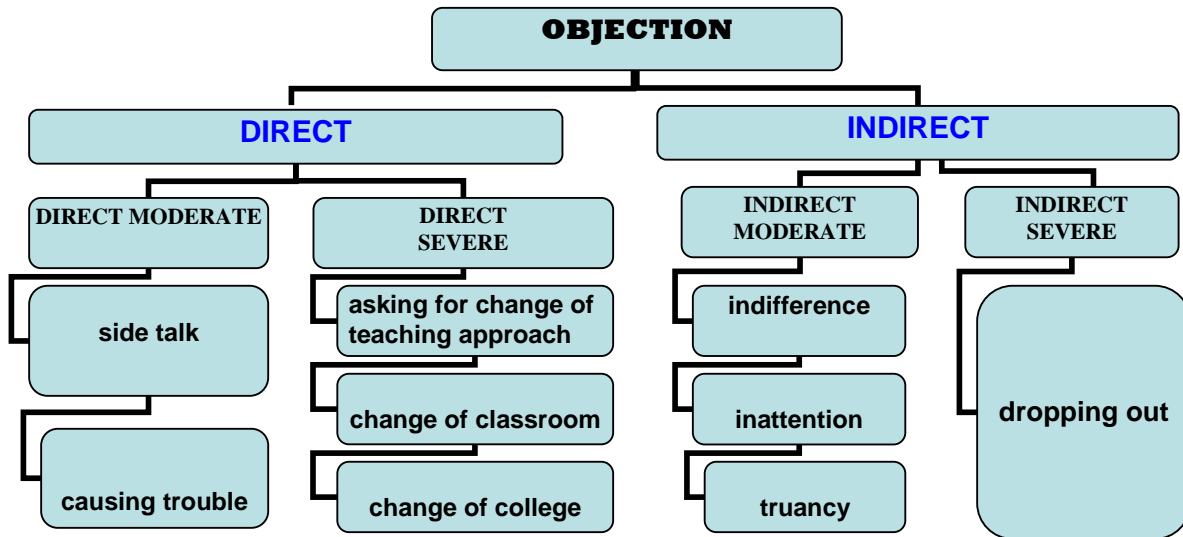 OBJECTION
DIRECT
INDIRECT
DIRECT MODERATE
DIRECT
SEVERE
INDIRECT
MODERATE
INDIRECT
SEVERE
side talk
causing trouble
asking for change of
teaching approach
change of classroom
change of college
indifference
inattention
truancy
dropping out